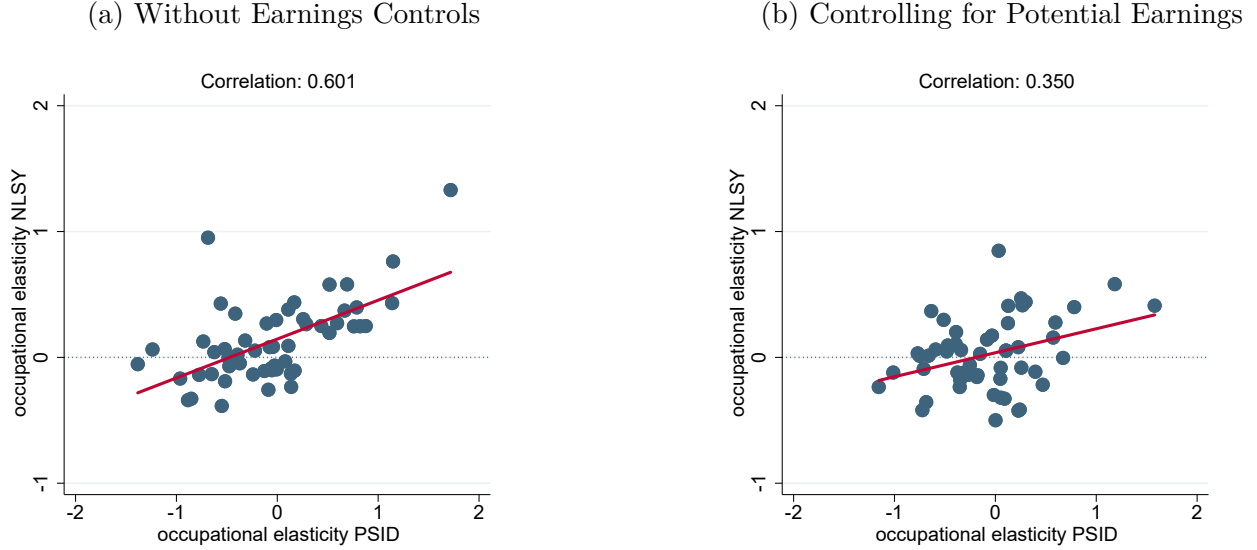 (a) Without Earnings Controls
Correlation: 0.601
occupational elasticity NLSY
2
1
0
-1
-2
-1
0
1
2
occupational elasticity PSID
(b) Controlling for Potential Earnings
Correlation: 0.350
occupational elasticity NLSY
2
1
0
-1
-2
-1
0
1
2
occupational elasticity PSID